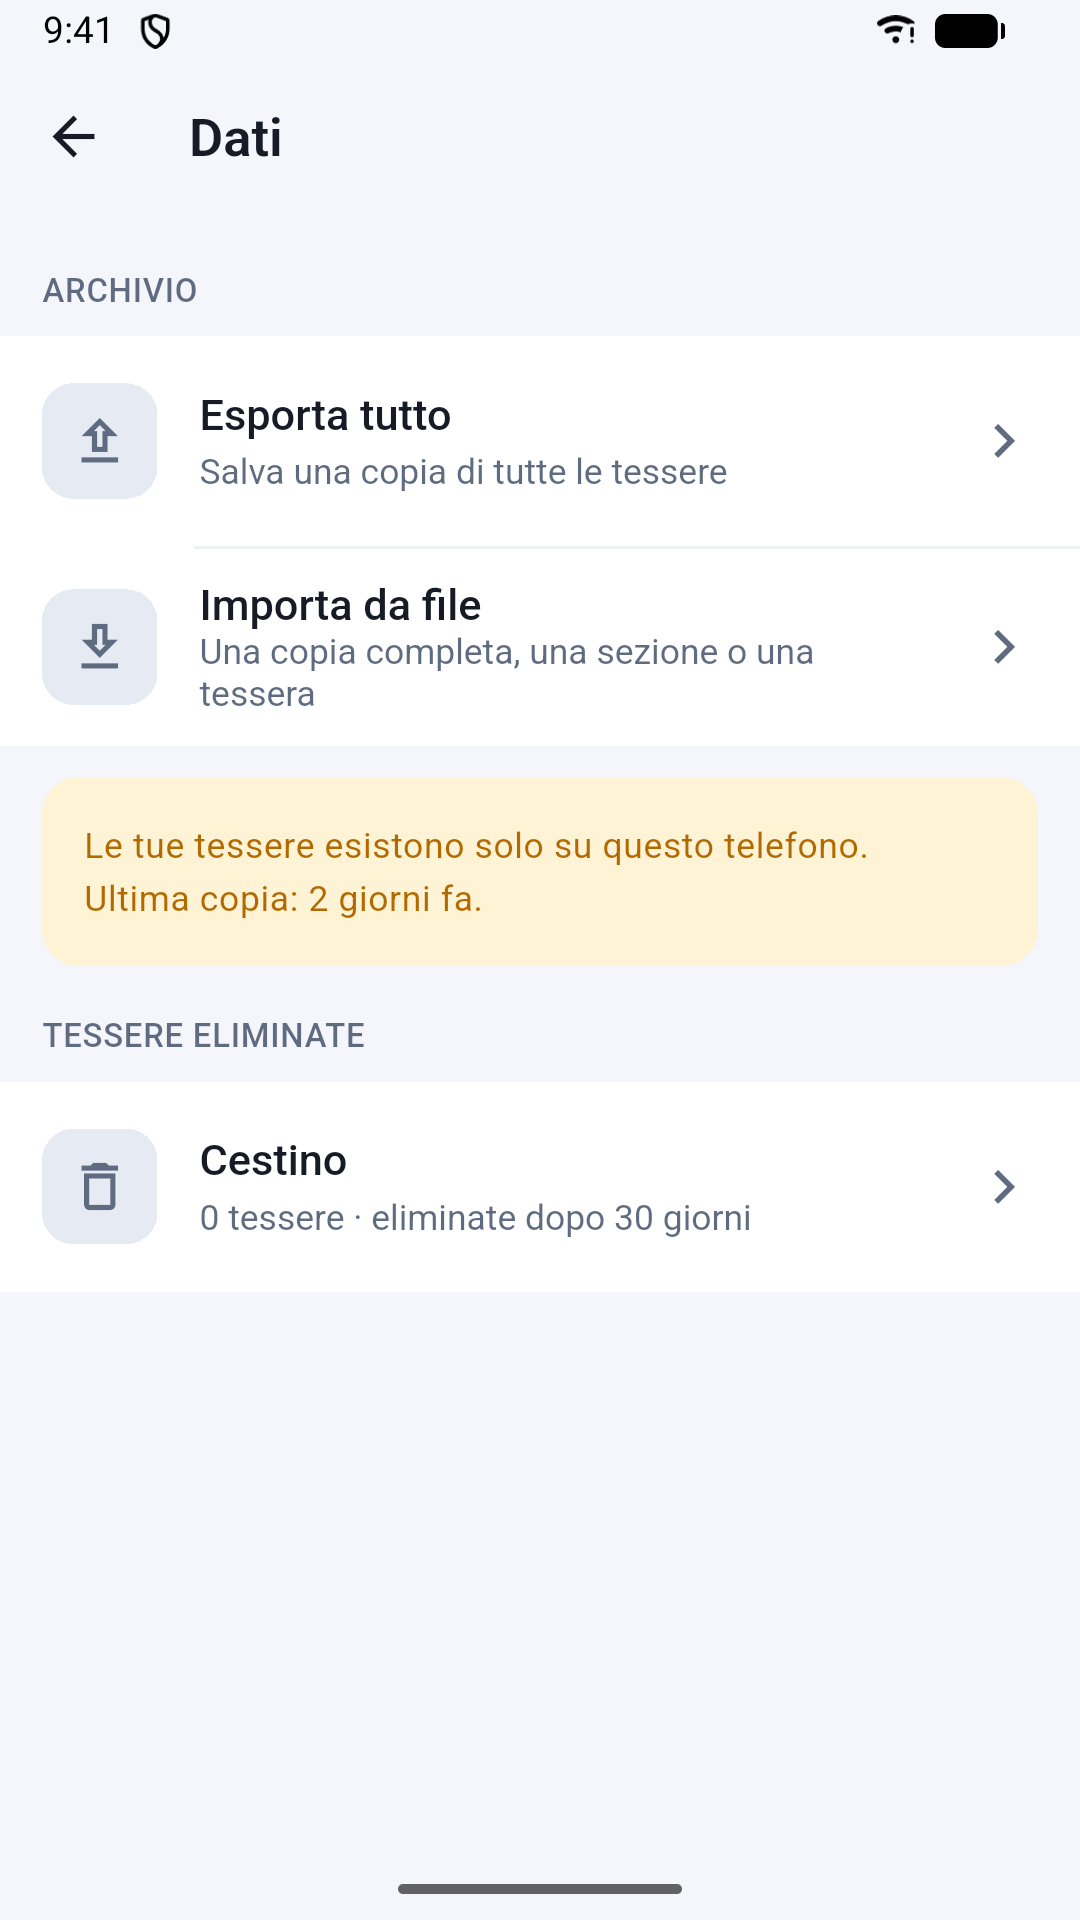 9:41
Dati
ARCHIVIO
Esporta tutto
Salva una copia di tutte le tessere
Importa da file
Una copia completa, una sezione o una
tessera
Le tue tessere esistono solo su questo telefono.
Ultima copia: 2 giorni fa.
TESSERE ELIMINATE
Cestino
0 tessere · eliminate dopo 30 giorni